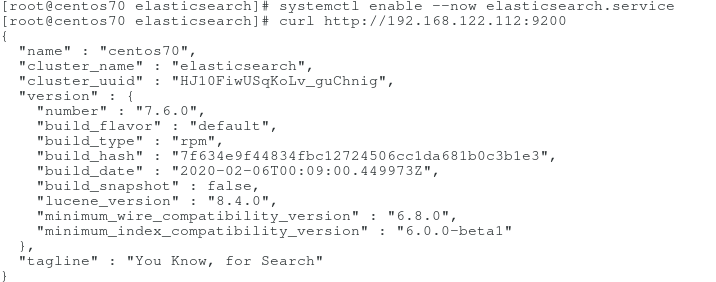 [root@centos70 elasticsearch]# systemctl enable --now elasticsearch.service
[root@centos70 elasticsearch]# curl http://192.168.122.112:9200
{
  "name" : "centos70",
  "cluster_name" : "elasticsearch",
  "cluster_uuid" : "HJ10FiwUSqKoLv_guChnig",
  "version" : {
    "number" : "7.6.0",
    "build_flavor" : "default",
    "build_type" : "rpm",
    "build_hash" : "7f634e9f44834fbc12724506cc1da681b0c3b1e3",
    "build_date" : "2020-02-06T00:09:00.449973Z",
    "build_snapshot" : false,
    "lucene_version" : "8.4.0",
    "minimum_wire_compatibility_version" : "6.8.0",
    "minimum_index_compatibility_version" : "6.0.0-beta1"
  },
  "tagline" : "You Know, for Search"
}